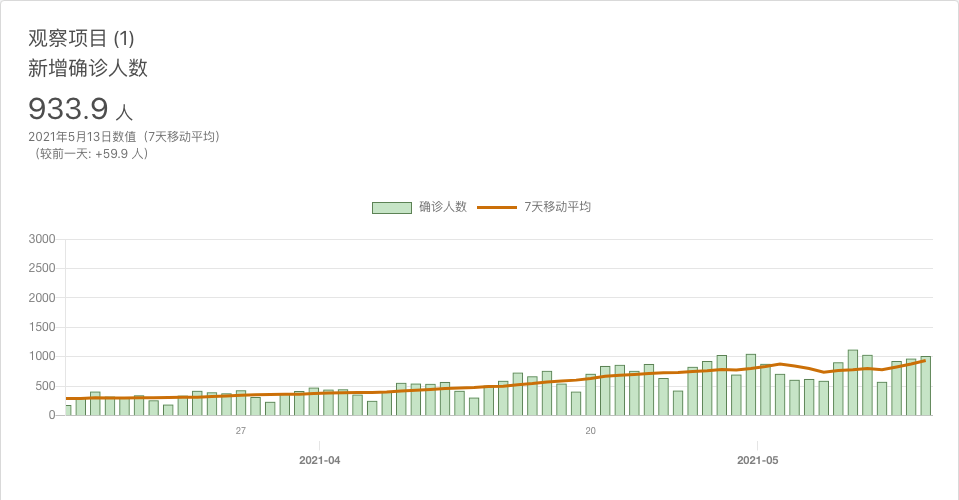 观察项目 (1)
新增确诊人数
933.9 人
2021年5月13日数值（7天移动平均）
（较前一天: +59.9 人）
确诊人数 7天移动平均
3000
2500
2000
1500
1000
500
0
27 20
2021-04 2021-05